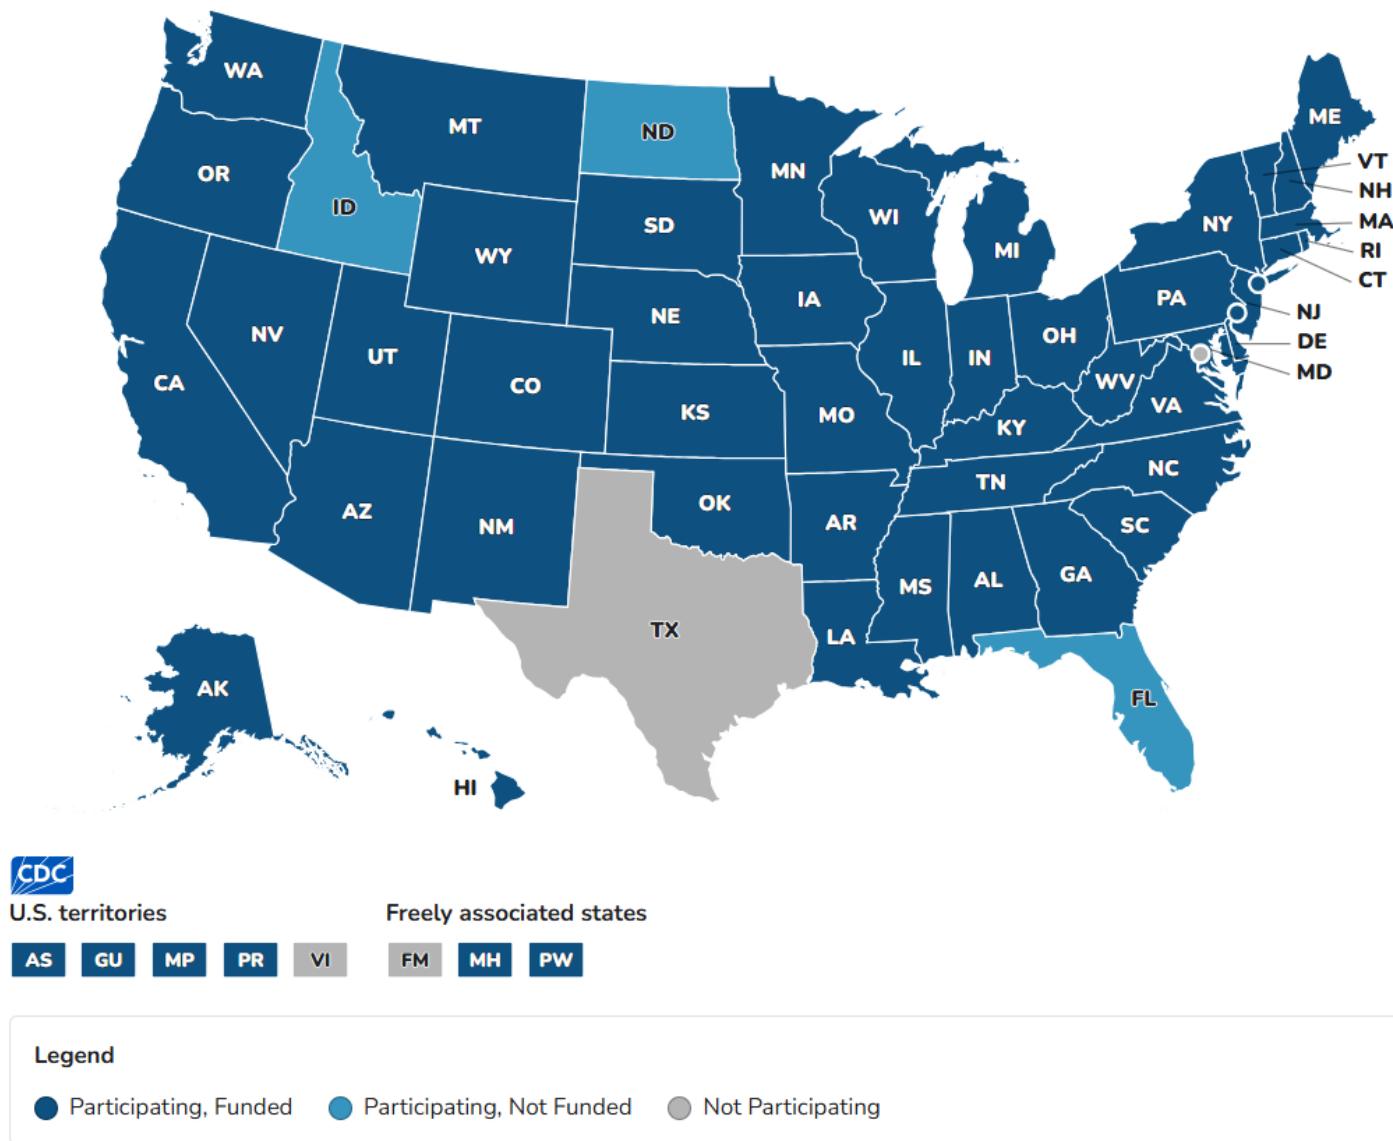 WA
MT
ND
MN
ME
VT
NH
MA
RI
CT
OR
ID
SD
WI
MI
NY
WY
IA
PA
NJ
DE
MD
NE
NV
UT
IL
IN
OH
CA
CO
KS
MO
WV
VA
KY
NC
TN
AZ
NM
OK
AR
SC
MS
AL
GA
TX
LA
AK
FL
HI
CDC
U.S. territories
Freely associated states
AS GU MP PR VI
FM MH PW
Legend
Participating, Funded
Participating, Not Funded
Not Participating